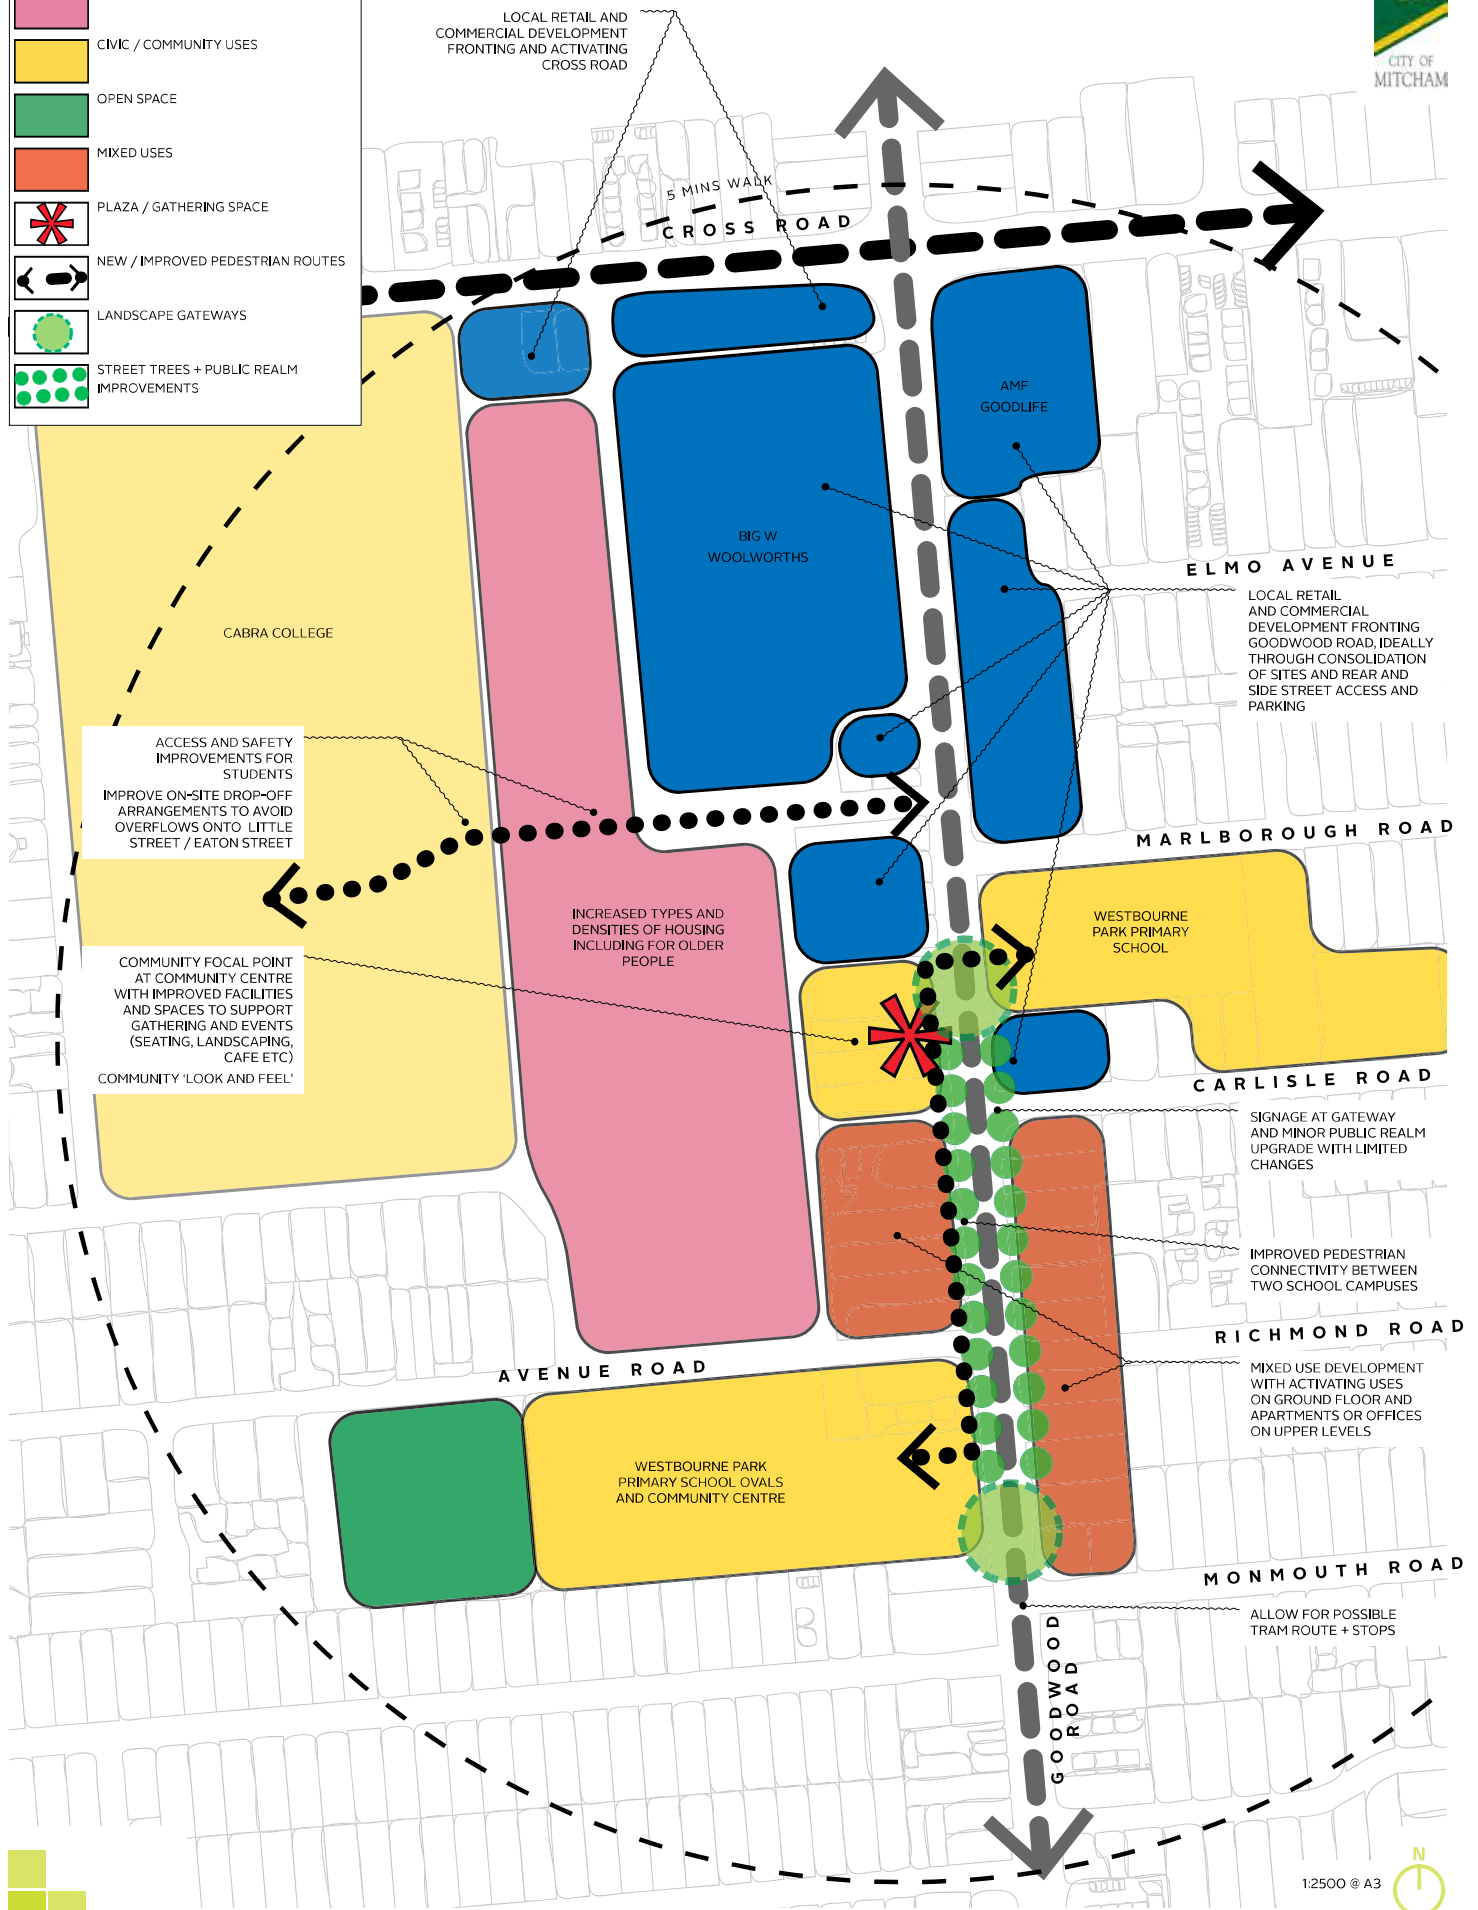 CIVIC / COMMUNITY USES
OPEN SPACE
MIXED USES
PLAZA / GATHERING SPACE
NEW / IMPROVED PEDESTRIAN ROUTES
LANDSCAPE GATEWAYS
STREET TREES + PUBLIC REALM
IMPROVEMENTS
LOCAL RETAIL AND
COMMERCIAL DEVELOPMENT
FRONTING AND ACTIVATING
CROSS ROAD
CITY OF
MITCHAM
5 MINS WALK
CROSS ROAD
AMF
GOODLIFE
BIG W
WOOLWORTHS
ELMO AVENUE
LOCAL RETAIL
AND COMMERCIAL
DEVELOPMENT FRONTING
GOODWOOD ROAD, IDEALLY
THROUGH CONSOLIDATION
OF SITES AND REAR AND
SIDE STREET ACCESS AND
PARKING
CABRA COLLEGE
ACCESS AND SAFETY
IMPROVEMENTS FOR
STUDENTS
IMPROVE ON-SITE DROP-OFF
ARRANGEMENTS TO AVOID
OVERFLOWS ONTO LITTLE
STREET / EATON STREET
MARLBOROUGH ROAD
INCREASED TYPES AND
DENSITIES OF HOUSING
INCLUDING FOR OLDER
PEOPLE
WESTBOURNE
PARK PRIMARY
SCHOOL
COMMUNITY FOCAL POINT
AT COMMUNITY CENTRE
WITH IMPROVED FACILITIES
AND SPACES TO SUPPORT
GATHERING AND EVENTS
(SEATING, LANDSCAPING,
CAFE ETC)
COMMUNITY 'LOOK AND FEEL'
CARLISLE ROAD
SIGNAGE AT GATEWAY
AND MINOR PUBLIC REALM
UPGRADE WITH LIMITED
CHANGES
IMPROVED PEDESTRIAN
CONNECTIVITY BETWEEN
TWO SCHOOL CAMPUSES
RICHMOND ROAD
AVENUE ROAD
MIXED USE DEVELOPMENT
WITH ACTIVATING USES
ON GROUND FLOOR AND
APARTMENTS OR OFFICES
ON UPPER LEVELS
WESTBOURNE PARK
PRIMARY SCHOOL OVALS
AND COMMUNITY CENTRE
MONMOUTH ROAD
ALLOW FOR POSSIBLE
TRAM ROUTE + STOPS
GOODWOOD
ROAD
1:2500 @ A3
N